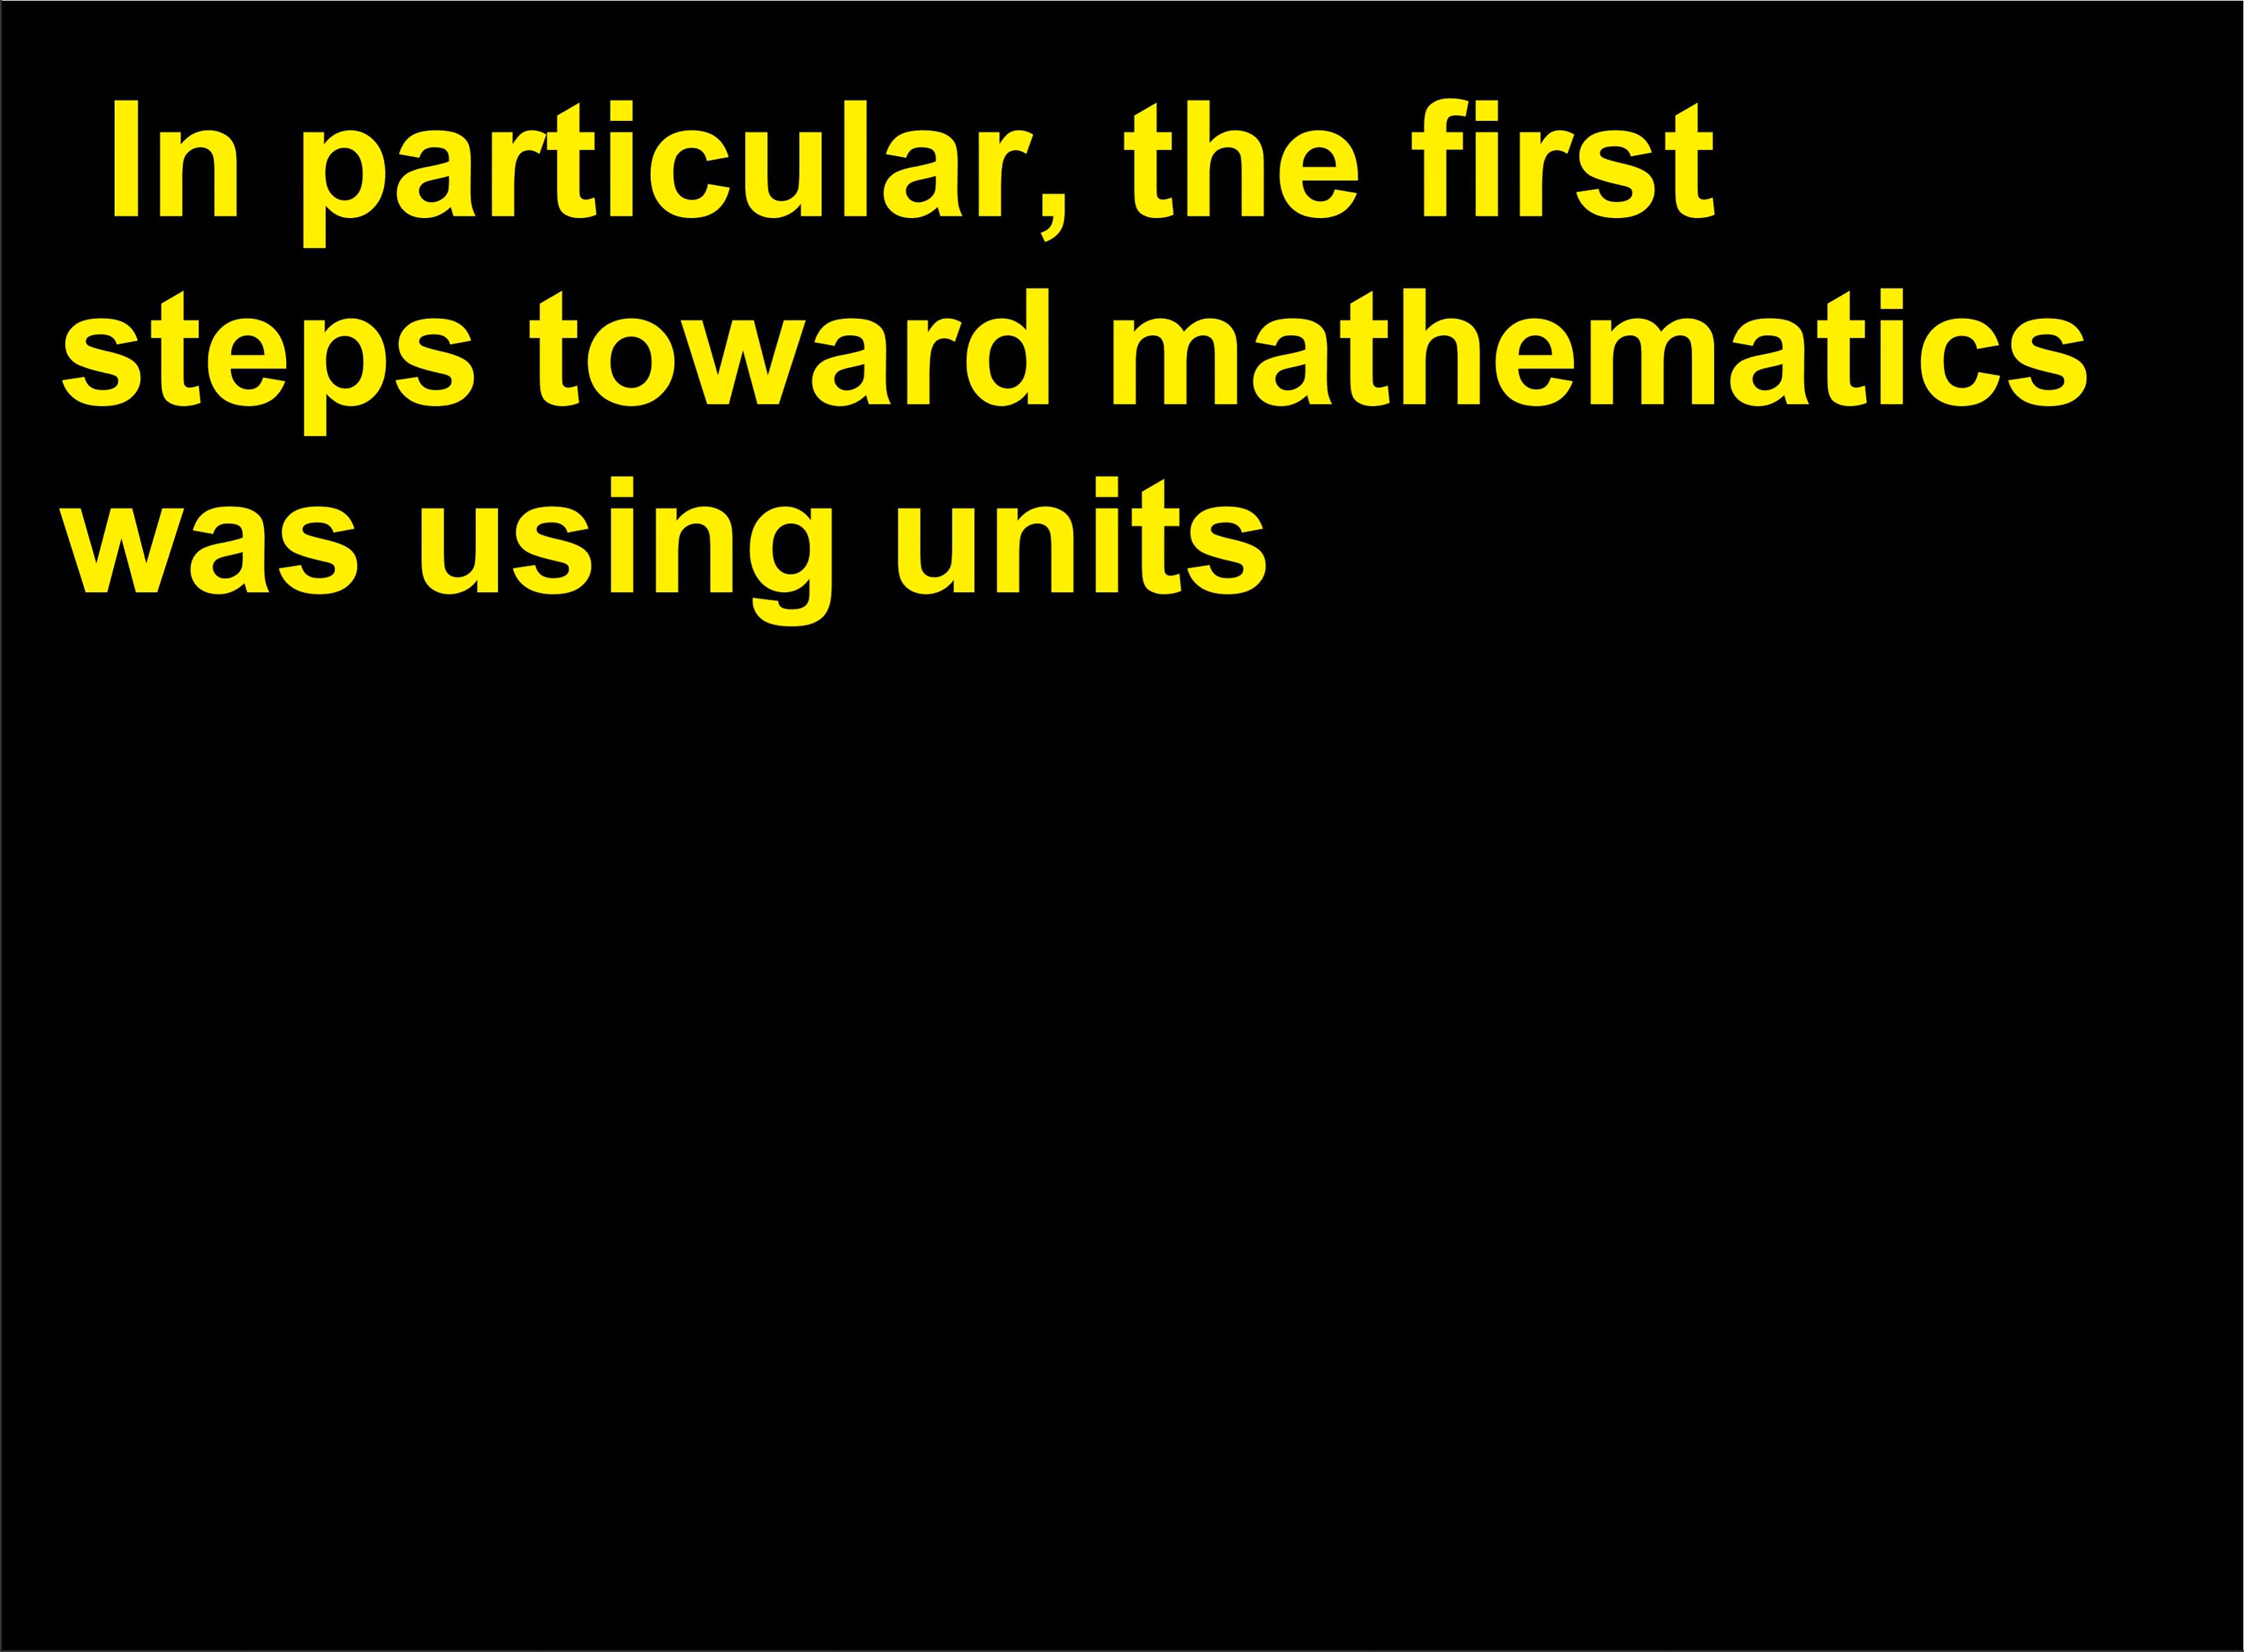 In particular, the first
steps toward mathematics
was using units